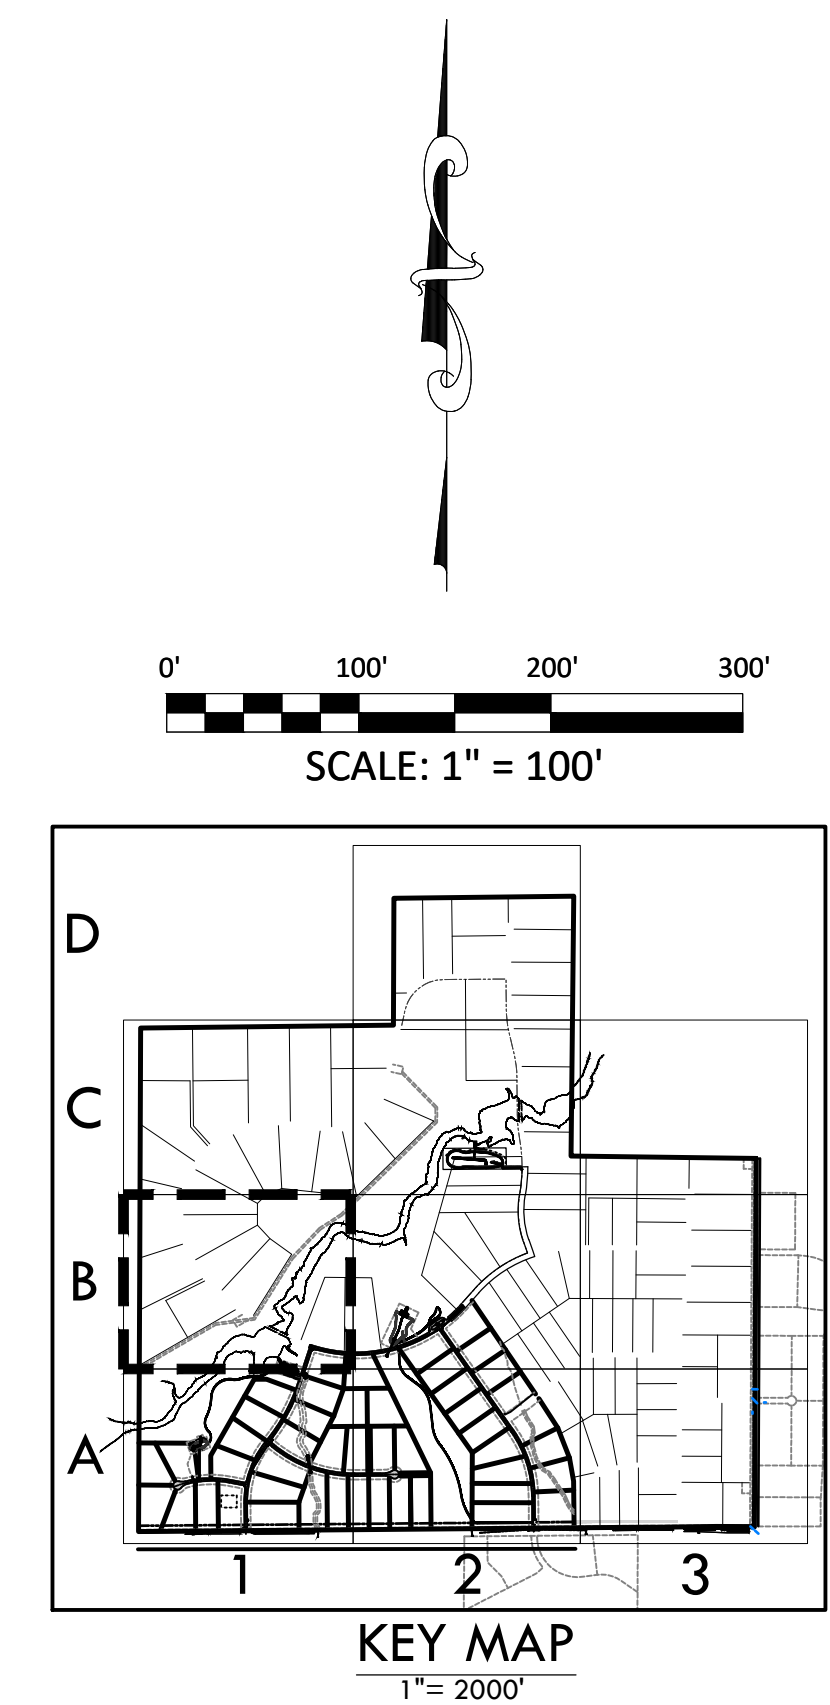 0' 100' 200' 300'
SCALE: 1" = 100'
D
C
B
A
1 2 3
KEY MAP
1"= 2000'